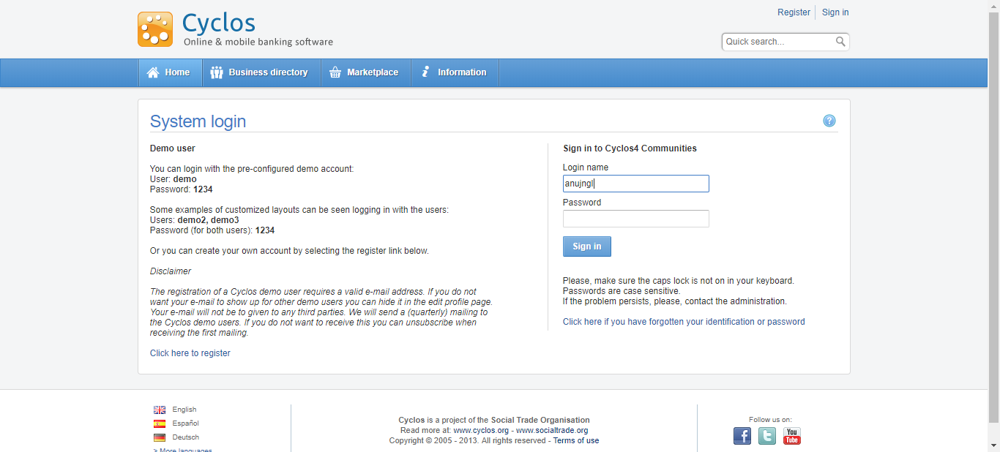 Cyclos
Online & mobile banking software
Register
Sign in
Quick search...
Home
Business directory
Marketplace
Information
System login
?
Demo user
You can login with the pre-configured demo account:
User: demo
Password: 1234
Some examples of customized layouts can be seen logging in with the users:
Users: demo2, demo3
Password (for both users): 1234
Or you can create your own account by selecting the register link below.
Disclaimer
The registration of a Cyclos demo user requires a valid e-mail address. If you do not
want your e-mail to show up for other demo users you can hide it in the edit profile page.
Your e-mail will not be to given to any third parties. We will send a (quarterly) mailing to
the Cyclos demo users. If you do not want to receive this you can unsubscribe when
receiving the first mailing.
Click here to register
Sign in to Cyclos4 Communities
Login name
anujngl
Password
Sign in
Please, make sure the caps lock is not on in your keyboard.
Passwords are case sensitive.
If the problem persists, please, contact the administration.
Click here if you have forgotten your identification or password
English
Español
Deutsch
> More languages
Cyclos is a project of the Social Trade Organisation
Read more at: www.cyclos.org - www.socialtrade.org
Copyright © 2005 - 2013. All rights reserved - Terms of use
Follow us on:
f
t
You
Tube